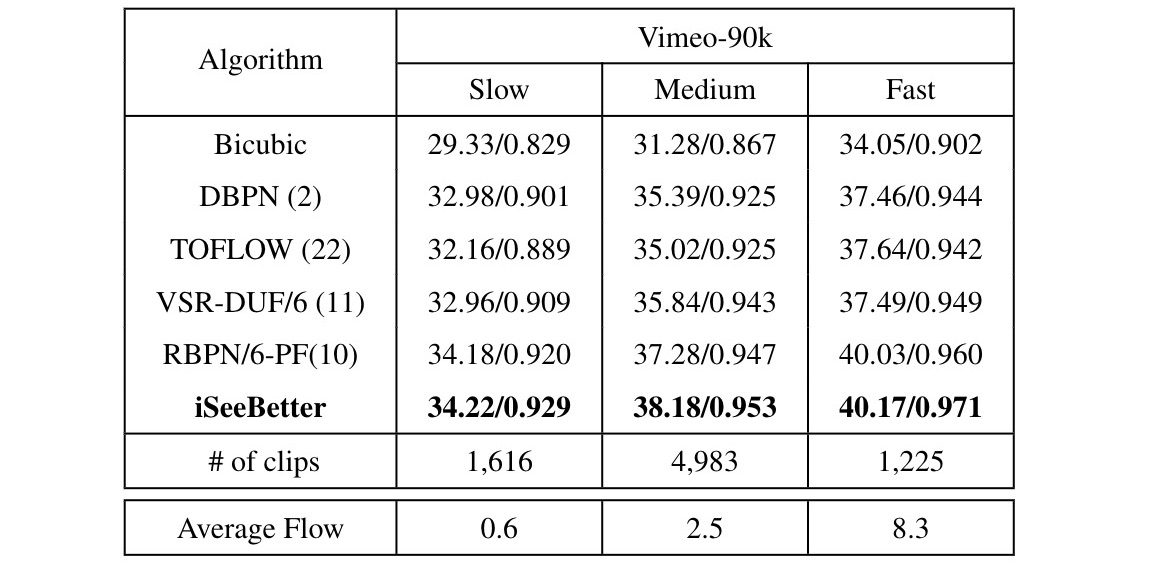 Algorithm Vimeo-90k
Slow Medium Fast
Bicubic 29.33/0.829 31.28/0.867 34.05/0.902
DBPN (2) 32.98/0.901 35.39/0.925 37.46/0.944
TOFLOW (22) 32.16/0.889 35.02/0.925 37.64/0.942
VSR-DUF/6 (11) 32.96/0.909 35.84/0.943 37.49/0.949
RBPN/6-PF(10) 34.18/0.920 37.28/0.947 40.03/0.960
iSeeBetter 34.22/0.929 38.18/0.953 40.17/0.971
# of clips 1,616 4,983 1,225
Average Flow 0.6 2.5 8.3